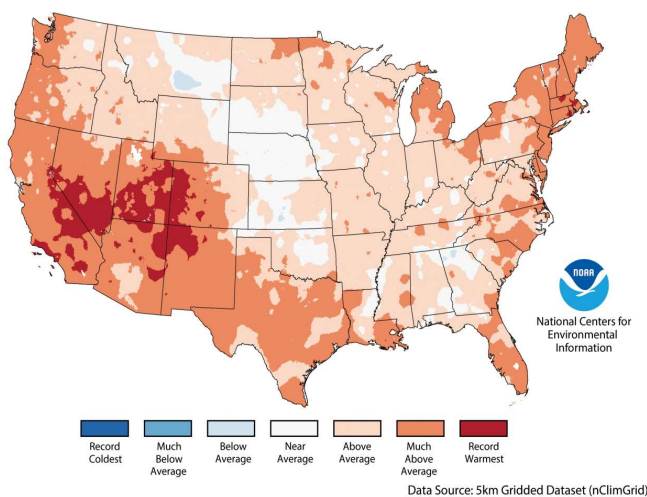 NOAA
National Centers for
Environmental
Information
Record
Coldest
Much
Below
Average
Below
Average
Near
Average
Above
Average
Much
Above
Average
Record
Warmest
Data Source: 5km Gridded Dataset (nClimGrid)